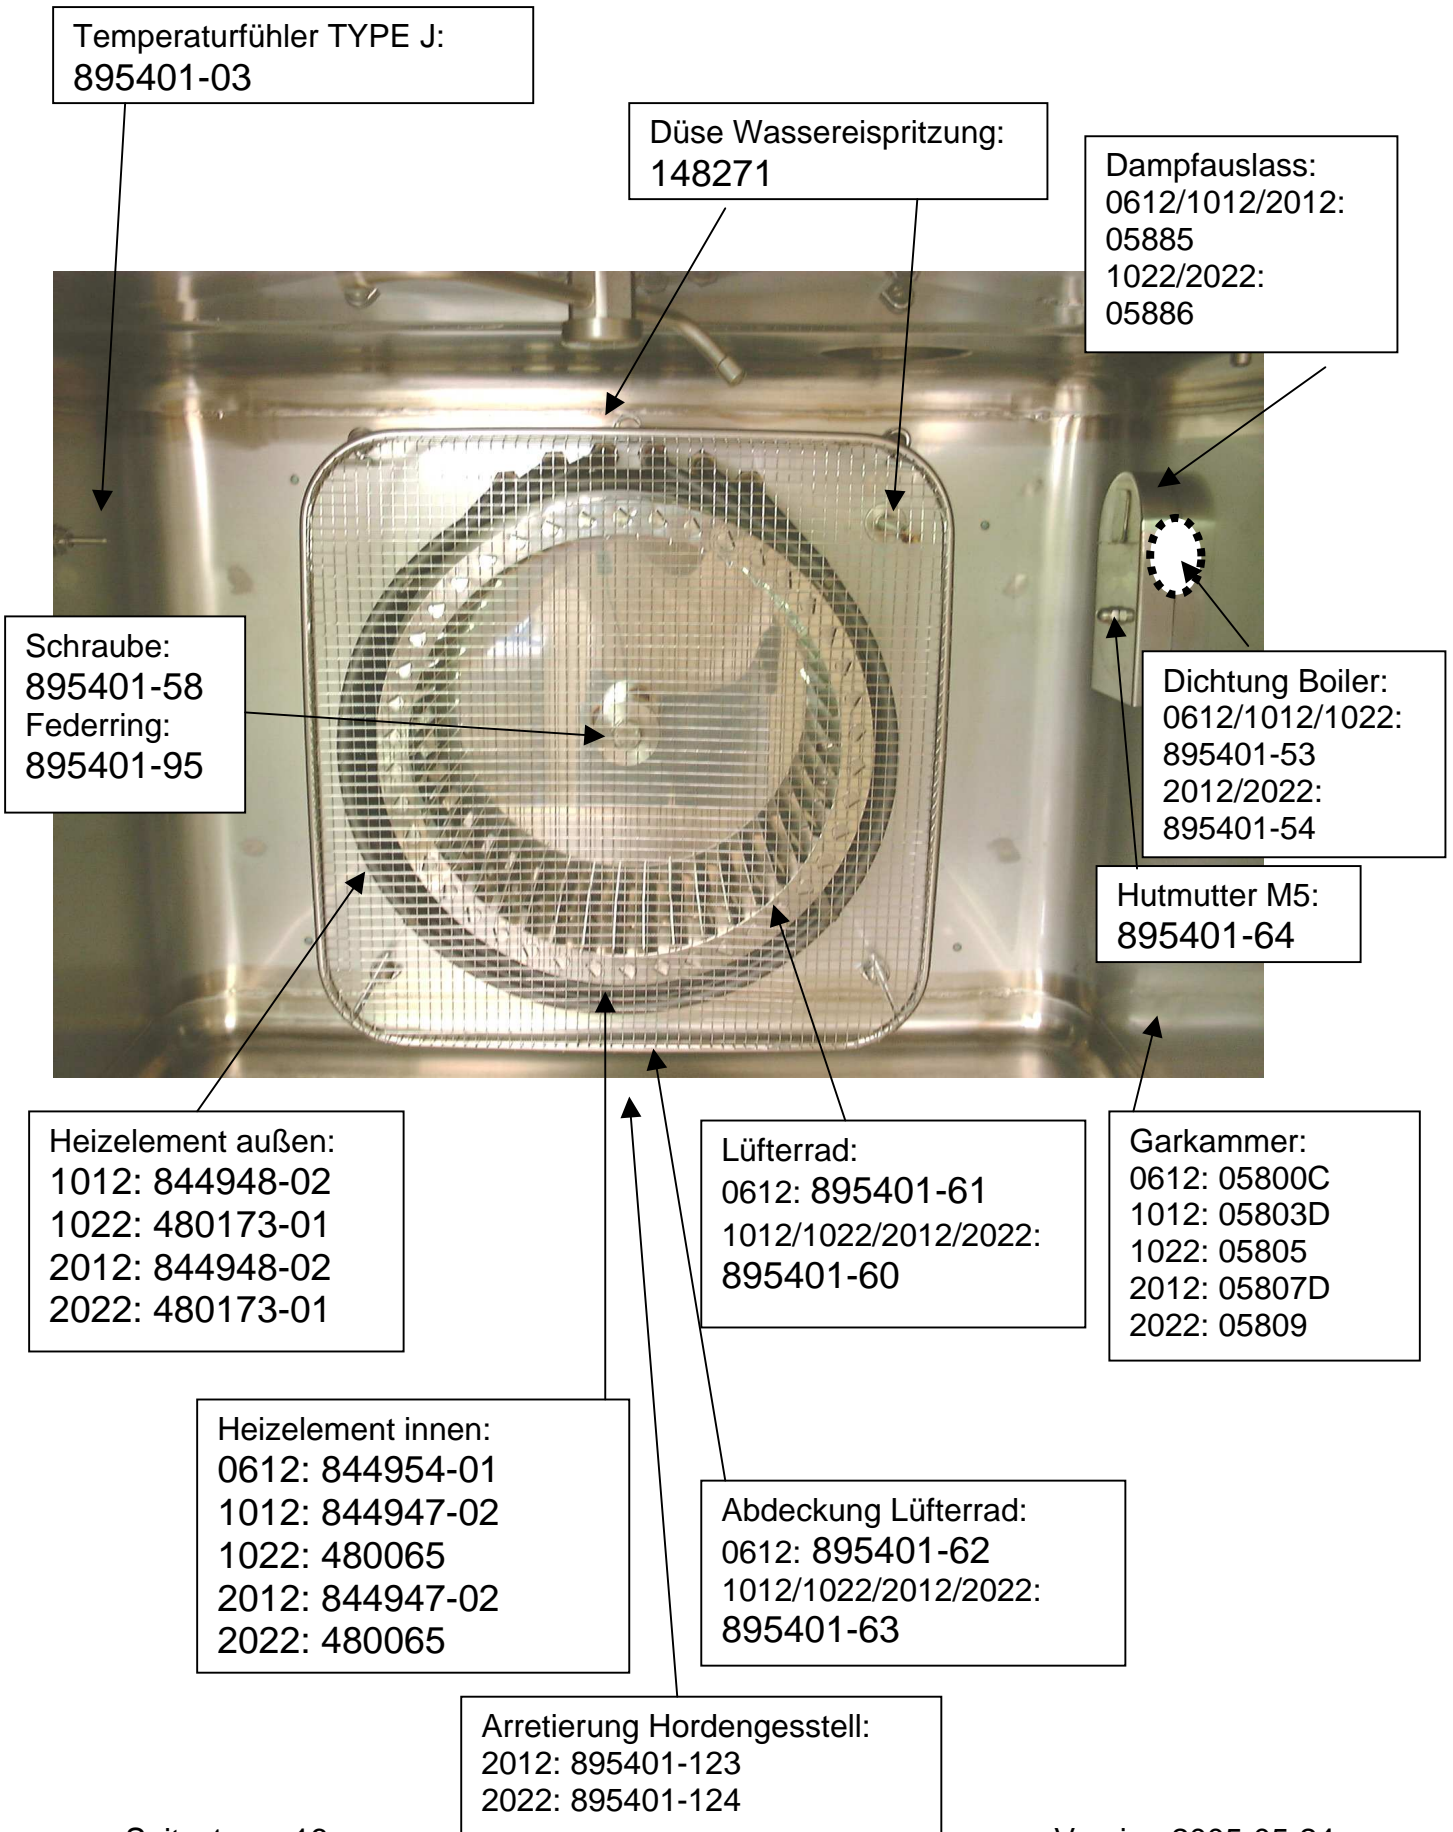 Temperaturfühler TYPE J:
895401-03
Düse Wassereispritzung:
148271
Dampfauslass:
0612/1012/2012:
05885
1022/2022:
05886
Schraube:
895401-58
Federring:
895401-95
Dichtung Boiler:
0612/1012/1022:
895401-53
2012/2022:
895401-54
Hutmutter M5:
895401-64
Heizelement außen:
1012: 844948-02
1022: 480173-01
2012: 844948-02
2022: 480173-01
Lüfterrad:
0612: 895401-61
1012/1022/2012/2022:
895401-60
Garkammer:
0612: 05800C
1012: 05803D
1022: 05805
2012: 05807D
2022: 05809
Heizelement innen:
0612: 844954-01
1012: 844947-02
1022: 480065
2012: 844947-02
2022: 480065
Abdeckung Lüfterrad:
0612: 895401-62
1012/1022/2012/2022:
895401-63
Arretierung Hordengesstell:
2012: 895401-123
2022: 895401-124